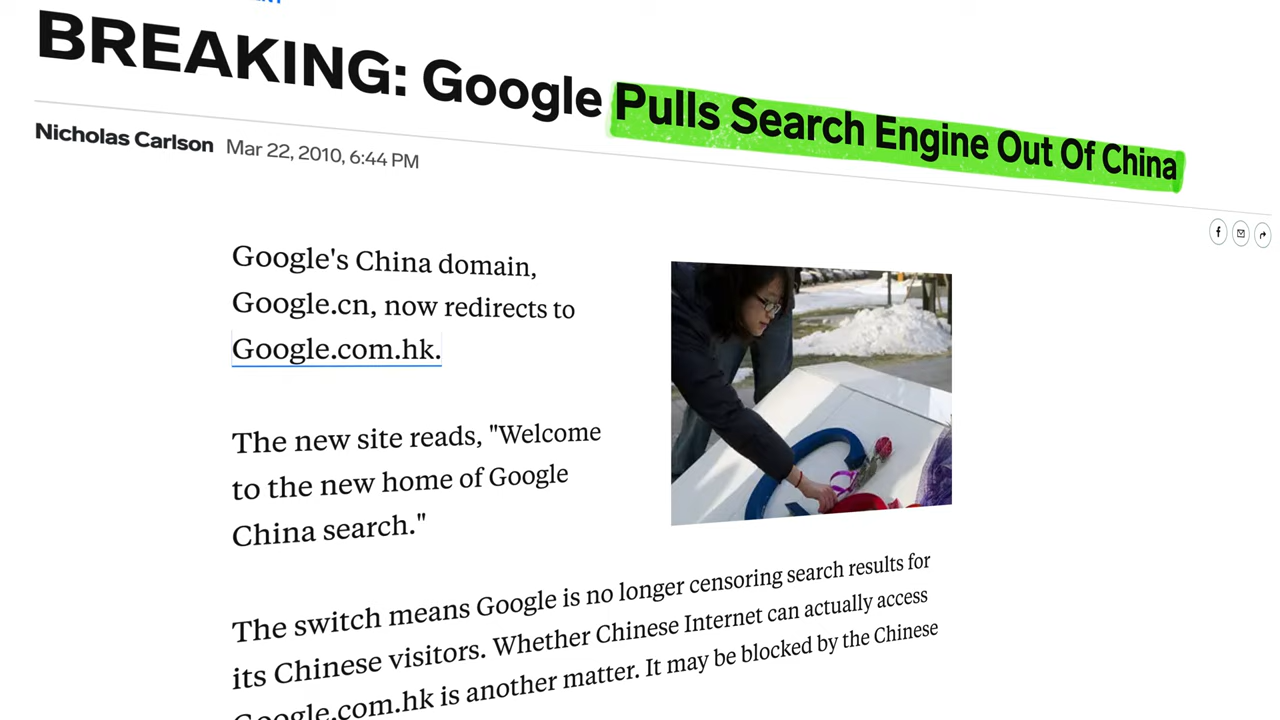 BREAKING: Google Pulls Search Engine Out Of China
Nicholas Carlson Mar 22, 2010, 6:44 PM
Google's China domain,
Google.cn, now redirects to
Google.com.hk.
The new site reads, "Welcome
to the new home of Google
China search."
The switch means Google is no longer censoring search results for
its Chinese visitors. Whether Chinese Internet can actually access
Google.com.hk is another matter. It may be blocked by the Chinese